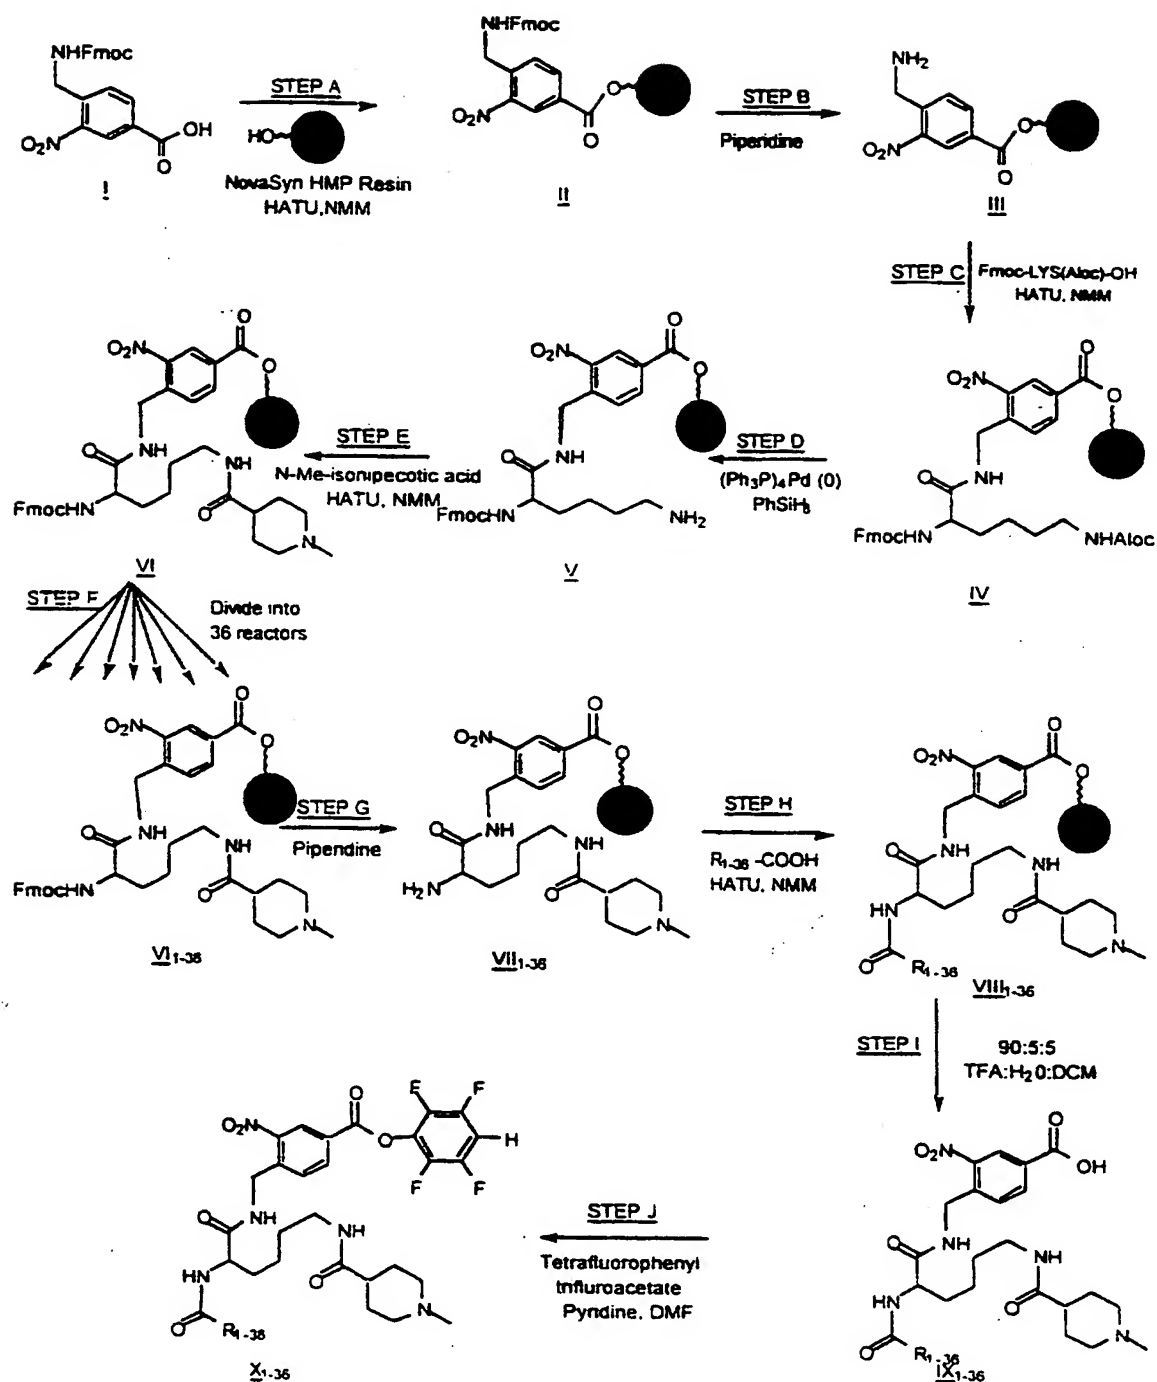 NHFmoc
O₂N
OH
O
I
STEP A
HO
NovaSyn HMP Resin
HATU,NMM
NHFmoc
O₂N
O
O
II
STEP B
Piperidine
NH₂
O₂N
O
O
III
STEP C
Fmoc-LYS(Aloc)-OH
HATU, NMM
O₂N
O
O
O
NH
FmocHN
NHAloc
IV
STEP D
(Ph₃P)₄Pd (0)
PhSiH₃
O₂N
O
O
O
NH
FmocHN
NH₂
V
STEP E
N-Me-isonipecotic acid
HATU, NMM
O₂N
O
O
O
NH
NH
FmocHN
O
N
VI
STEP F
Divide into
36 reactors
O₂N
O
O
O
NH
NH
FmocHN
O
N
VI₁₋₃₆
STEP G
Piperidine
O₂N
O
O
O
NH
NH
H₂N
O
N
VII₁₋₃₆
STEP H
R₁₋₃₆-COOH
HATU, NMM
O₂N
O
O
O
NH
NH
HN
O
N
O
R₁₋₃₆
VIII₁₋₃₆
STEP I
90:5:5
TFA:H₂0:DCM
O₂N
O
OH
O
NH
NH
HN
O
N
O
R₁₋₃₆
IX₁₋₃₆
STEP J
Tetrafluorophenyl
trifluroacetate
Pyridine, DMF
O₂N
O
O
F
F
H
F
F
O
NH
NH
HN
O
N
O
R₁₋₃₆
X₁₋₃₆